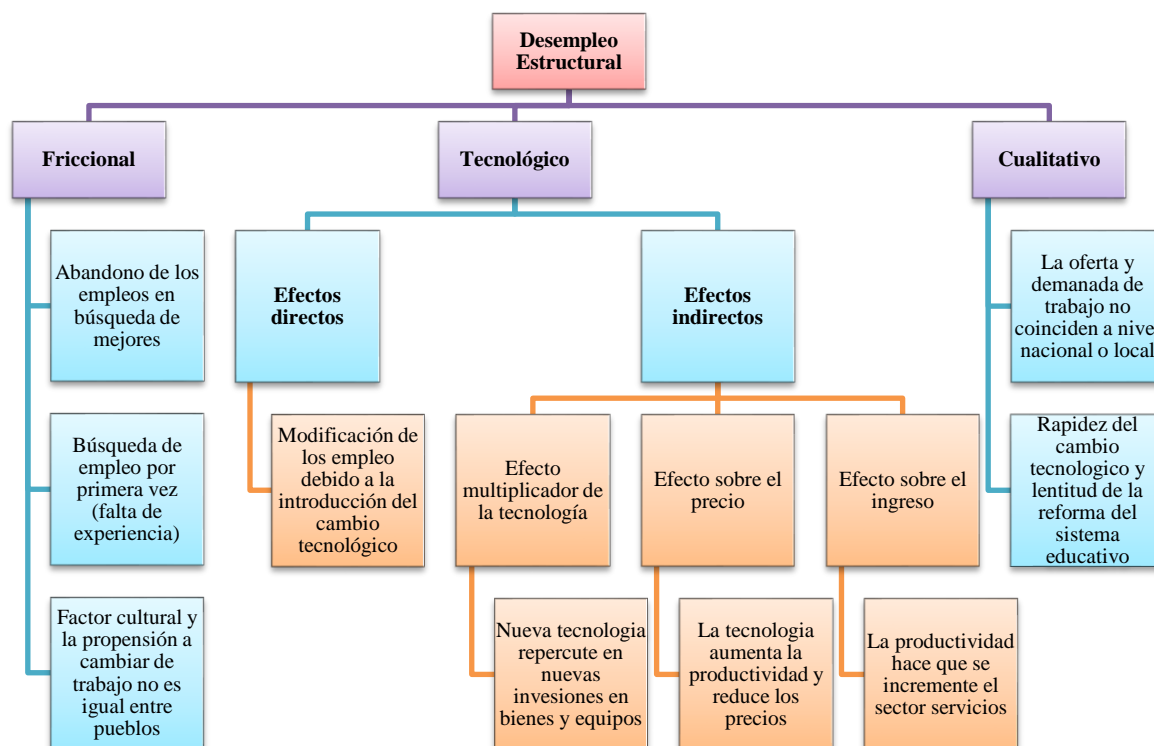 Desempleo
Estructural
Friccional
Tecnológico
Cualitativo
Abandono de los
empleos en
búsqueda de
mejores
Búsqueda de
empleo por
primera vez
(falta de
experiencia)
Factor cultural y
la propensión a
cambiar de
trabajo no es
igual entre
pueblos
Efectos
directos
Modificación de
los empleo
debido a la
introducción del
cambio
tecnológico
Efectos
indirectos
Efecto
multiplicador de
la tecnología
Nueva tecnologia
repercute en
nuevas
invesiones en
bienes y equipos
Efecto sobre el
precio
La tecnologia
aumenta la
productividad y
reduce los
precios
Efecto sobre el
ingreso
La productividad
hace que se
incremente el
sector servicios
La oferta y
demanada de
trabajo no
coinciden a nive
nacional o local
Rapidez del
cambio
tecnologico y
lentitud de la
reforma del
sistema
educativo